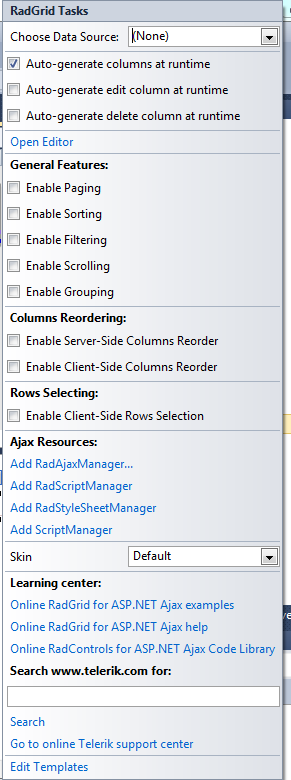 RadGrid Tasks
Choose Data Source: (None)
Auto-generate columns at runtime
Auto-generate edit column at runtime
Auto-generate delete column at runtime
Open Editor
General Features:
Enable Paging
Enable Sorting
Enable Filtering
Enable Scrolling
Enable Grouping
Columns Reordering:
Enable Server-Side Columns Reorder
Enable Client-Side Columns Reorder
Rows Selecting:
Enable Client-Side Rows Selection
Ajax Resources:
Add RadAjaxManager...
Add RadScriptManager
Add RadStyleSheetManager
Add ScriptManager
Skin Default
Learning center:
Online RadGrid for ASP.NET Ajax examples
Online RadGrid for ASP.NET Ajax help
Online RadControls for ASP.NET Ajax Code Library
Search www.telerik.com for:
Search
Go to online Telerik support center
Edit Templates